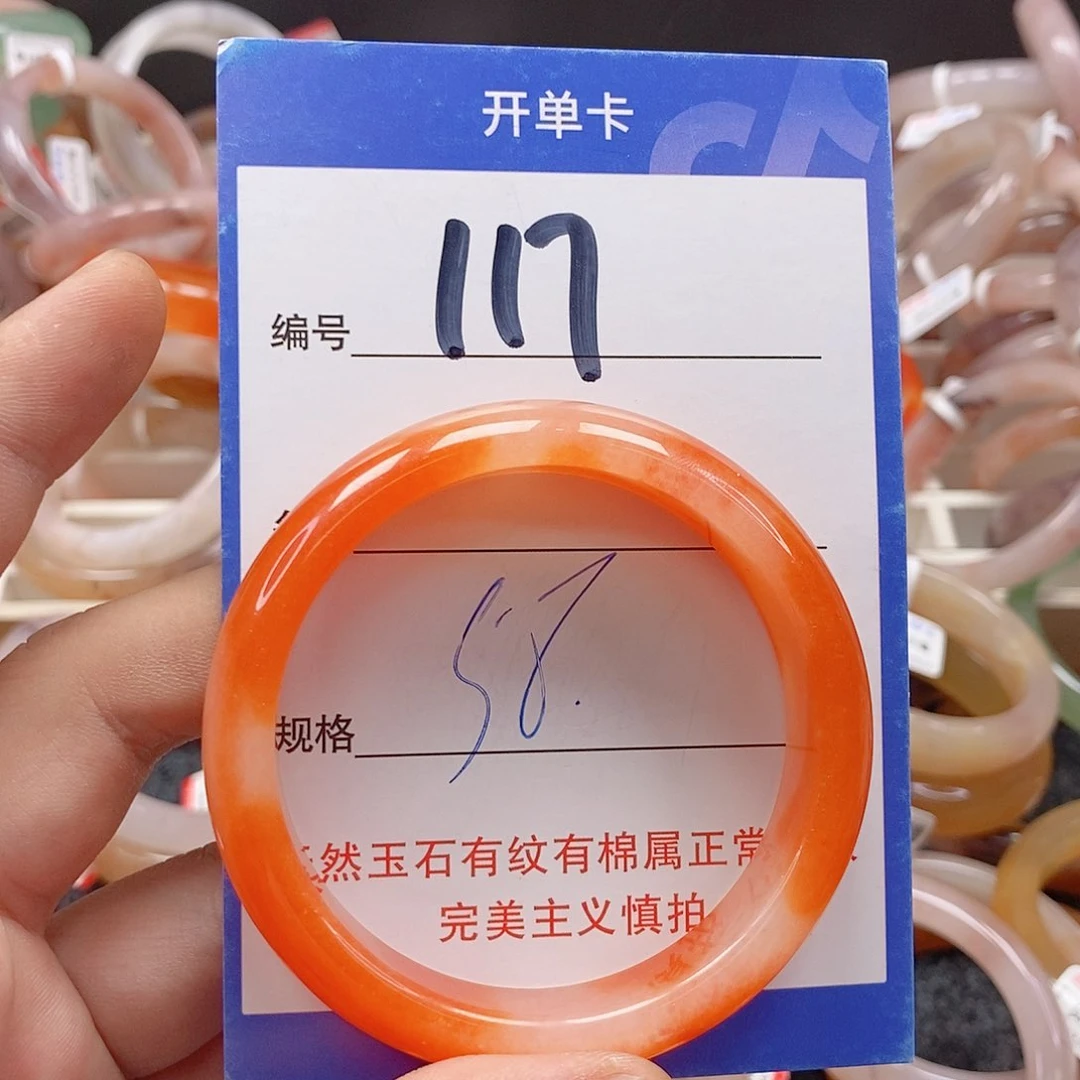 开单卡
编号 117
规格 58.
然玉石有纹有棉属正常
完美主义慎拍